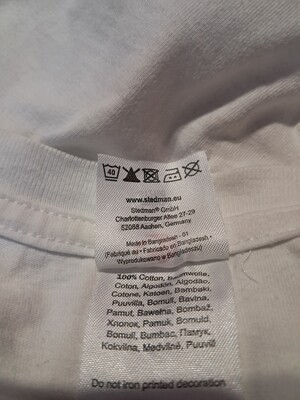 40
www.stedman.eu
Stedman® GmbH
Charlottenburger Allee 27-29
52068 Aachen, Germany
Made in Bangladesh - 01
(Fabriqué au • Fabricado en Bangladesh •
Wyprodukowano w Bangladeszu)
100% Cotton, Baumwolle,
Coton, Algodón, Algodão,
Cotone, Katoen, Bambaki,
Puuvilla, Bomull, Bavlna,
Pamut, Bawełna, Bombaž,
Хлопок, Pamuk, Bomuld,
Bomull, Bumbac, Памук,
Kokvilna, Medvilnė, Puuvill
Do not iron printed decoration